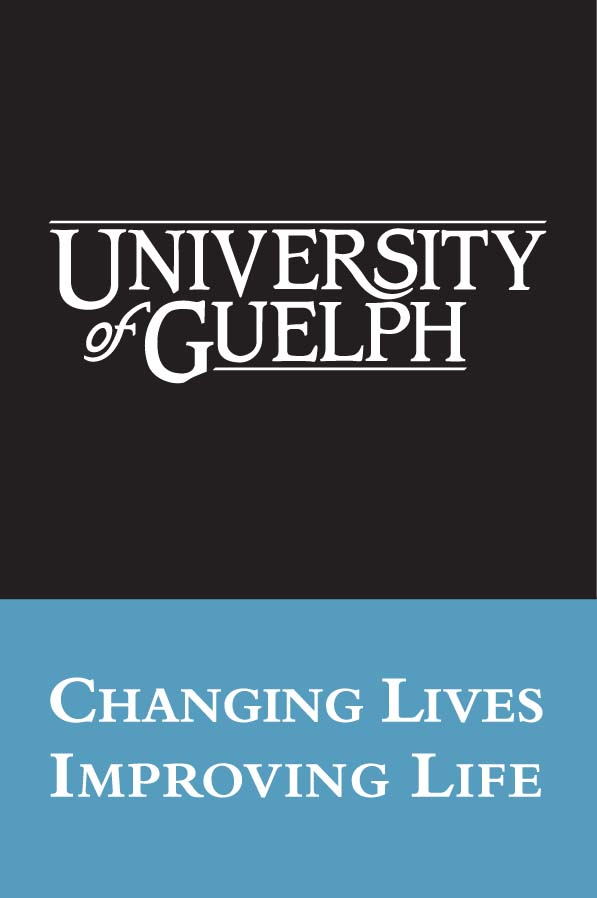 UNIVERSITY
of GUELPH
CHANGING LIVES
IMPROVING LIFE